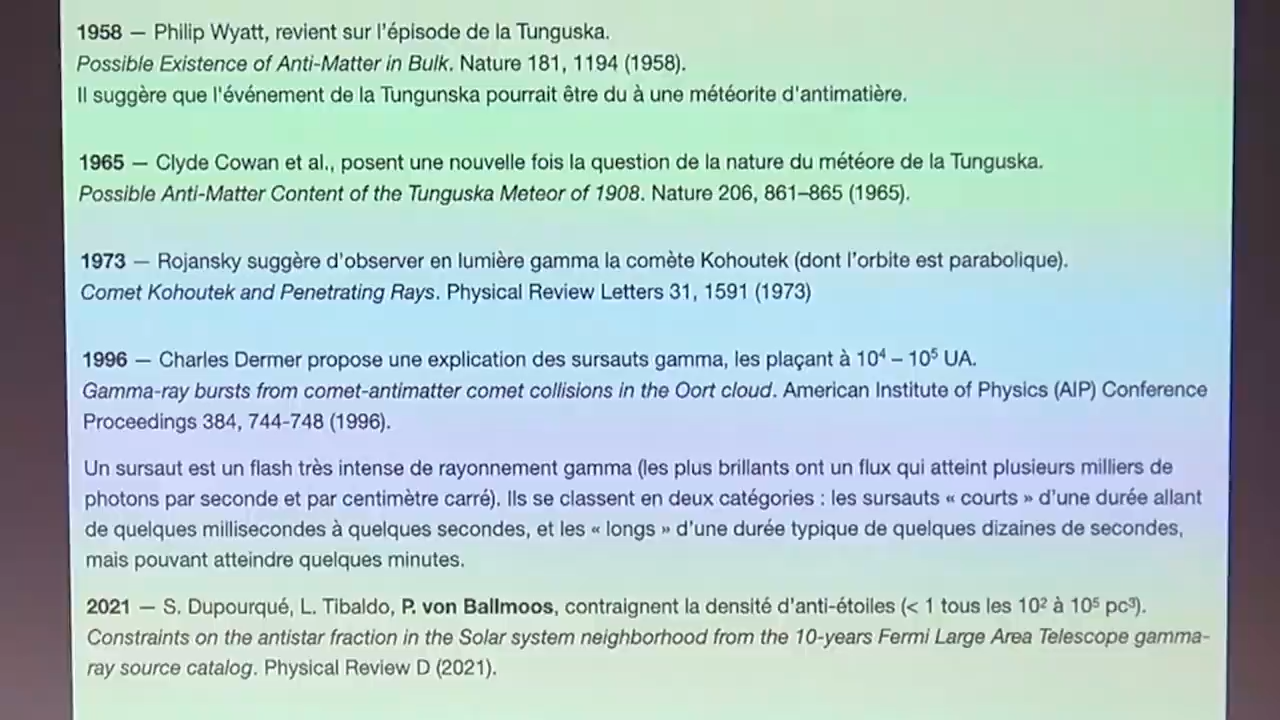 1958 — Philip Wyatt, revient sur l'épisode de la Tunguska.
Possible Existence of Anti-Matter in Bulk. Nature 181, 1194 (1958).
Il suggère que l'événement de la Tungunska pourrait être du à une météorite d'antimatière.
1965 — Clyde Cowan et al., posent une nouvelle fois la question de la nature du météore de la Tunguska.
Possible Anti-Matter Content of the Tunguska Meteor of 1908. Nature 206, 861–865 (1965).
1973 — Rojansky suggère d'observer en lumière gamma la comète Kohoutek (dont l'orbite est parabolique).
Comet Kohoutek and Penetrating Rays. Physical Review Letters 31, 1591 (1973)
1996 — Charles Dermer propose une explication des sursauts gamma, les plaçant à 10⁴ – 10⁵ UA.
Gamma-ray bursts from comet-antimatter comet collisions in the Oort cloud. American Institute of Physics (AIP) Conference
Proceedings 384, 744-748 (1996).
Un sursaut est un flash très intense de rayonnement gamma (les plus brillants ont un flux qui atteint plusieurs milliers de
photons par seconde et par centimètre carré). Ils se classent en deux catégories : les sursauts « courts » d'une durée allant
de quelques millisecondes à quelques secondes, et les « longs » d'une durée typique de quelques dizaines de secondes,
mais pouvant atteindre quelques minutes.
2021 — S. Dupourqué, L. Tibaldo, P. von Ballmoos, contraignent la densité d'anti-étoiles (< 1 tous les 10² à 10⁵ pc³).
Constraints on the antistar fraction in the Solar system neighborhood from the 10-years Fermi Large Area Telescope gamma-
ray source catalog. Physical Review D (2021).